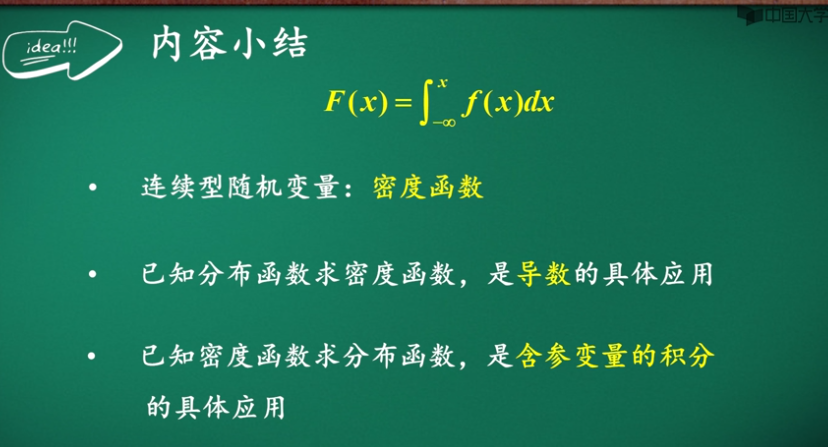 中国大学
idea!!!
内容小结
F(x)=∫_{-∞}^{x} f(x)dx
• 连续型随机变量：密度函数
• 已知分布函数求密度函数，是导数的具体应用
• 已知密度函数求分布函数，是含参变量的积分
的具体应用